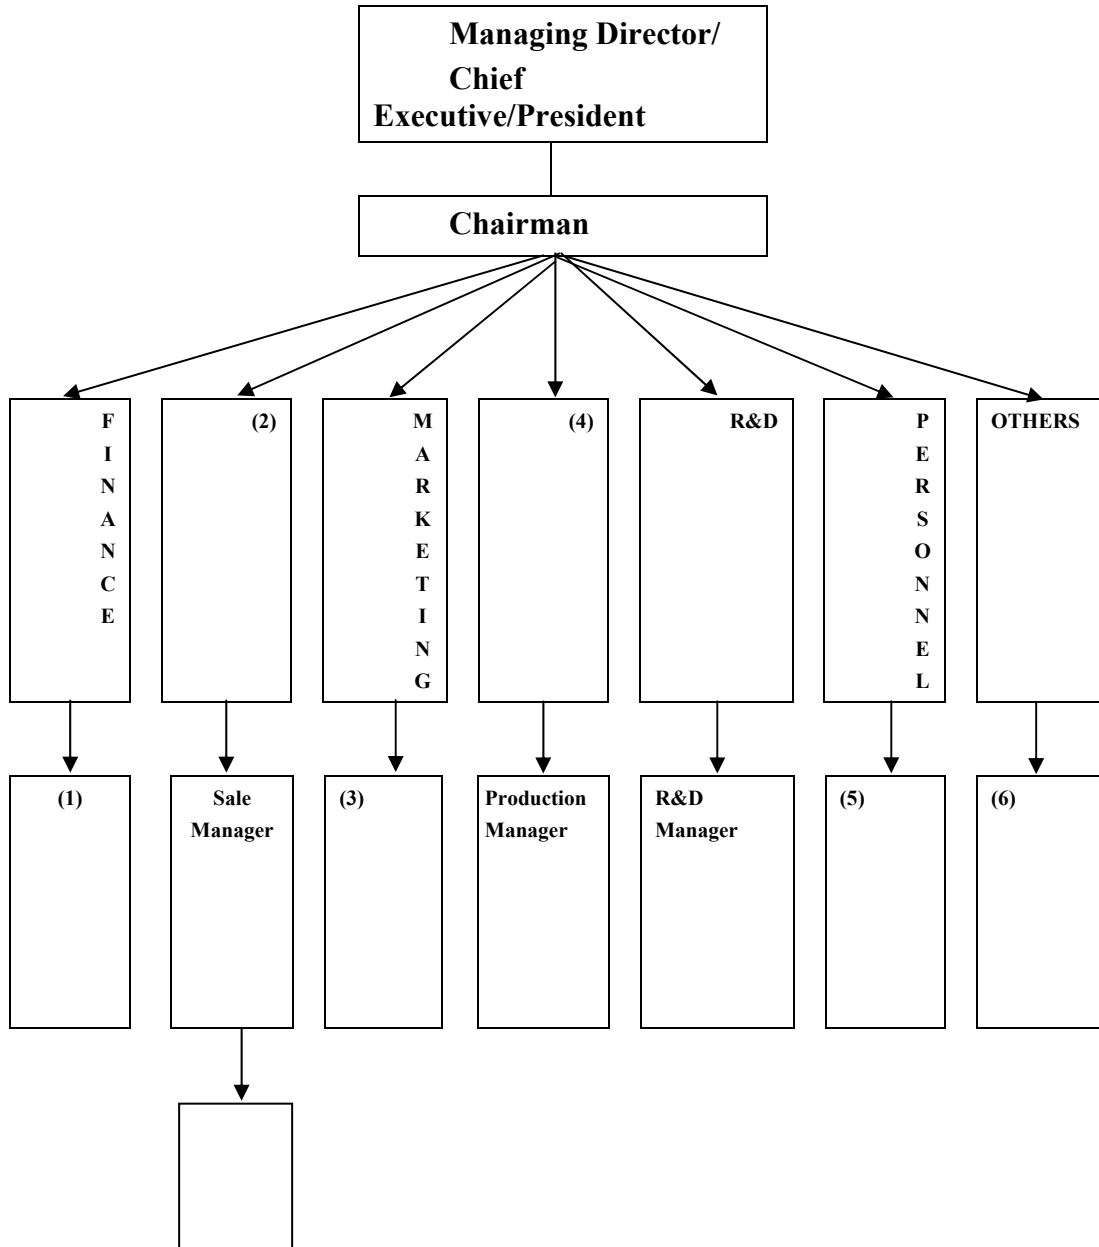 Managing Director/
Chief
Executive/President
Chairman
F
I
N
A
N
C
E
(2)
M
A
R
K
E
T
I
N
G
(4)
R&D
P
E
R
S
O
N
N
E
L
OTHERS
(1)
Sale
Manager
(3)
Production
Manager
R&D
Manager
(5)
(6)